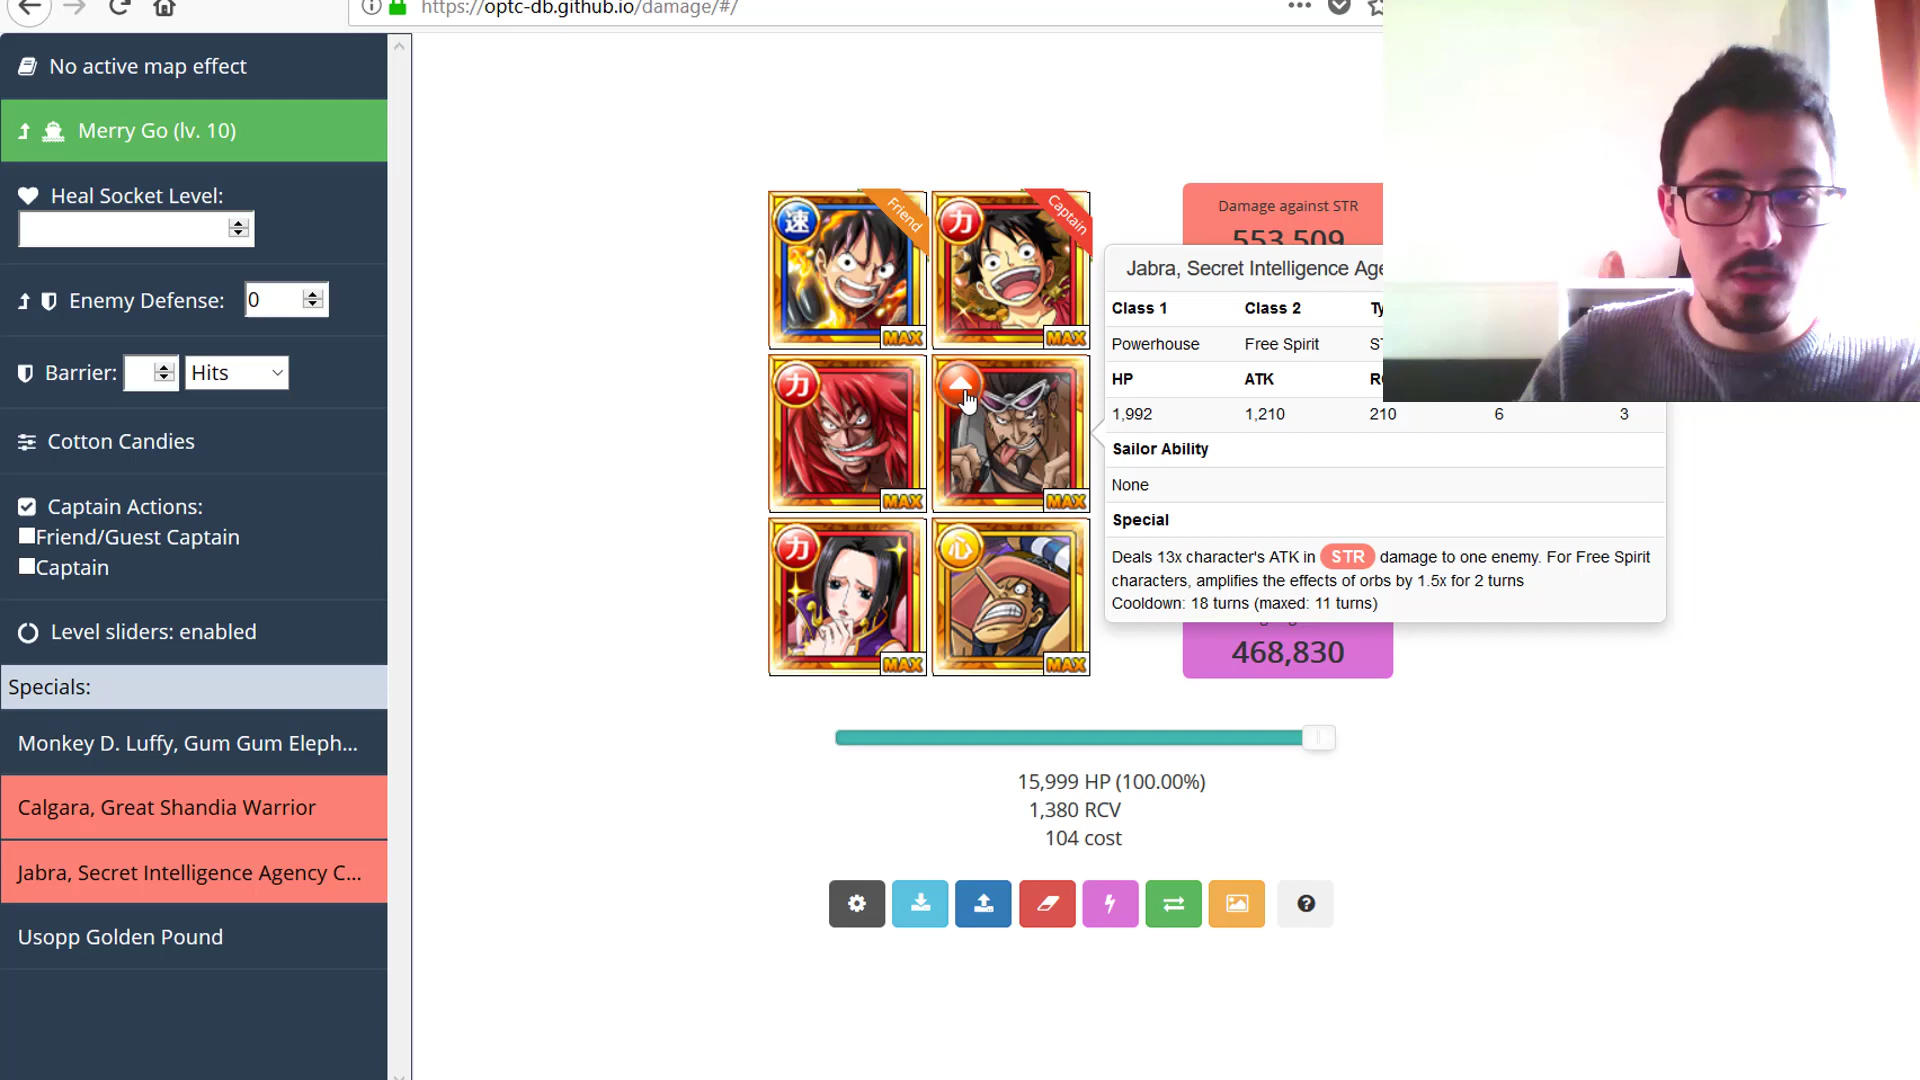 https://optc-db.github.io/damage/#/
No active map effect
Merry Go (lv. 10)
Heal Socket Level:
Enemy Defense: 0
Barrier: Hits
Cotton Candies
Captain Actions:
Friend/Guest Captain
Captain
Level sliders: enabled
Specials:
Monkey D. Luffy, Gum Gum Eleph...
Calgara, Great Shandia Warrior
Jabra, Secret Intelligence Agency C...
Usopp Golden Pound
速 Friend MAX
力 Captain MAX
力 MAX
MAX
力 MAX
心 MAX
Damage against STR
553,509
Jabra, Secret Intelligence Age
Class 1 Class 2 Ty
Powerhouse Free Spirit S
HP ATK R
1,992 1,210 210 6 3
Sailor Ability
None
Special
Deals 13x character's ATK in STR damage to one enemy. For Free Spirit
characters, amplifies the effects of orbs by 1.5x for 2 turns
Cooldown: 18 turns (maxed: 11 turns)
468,830
15,999 HP (100.00%)
1,380 RCV
104 cost